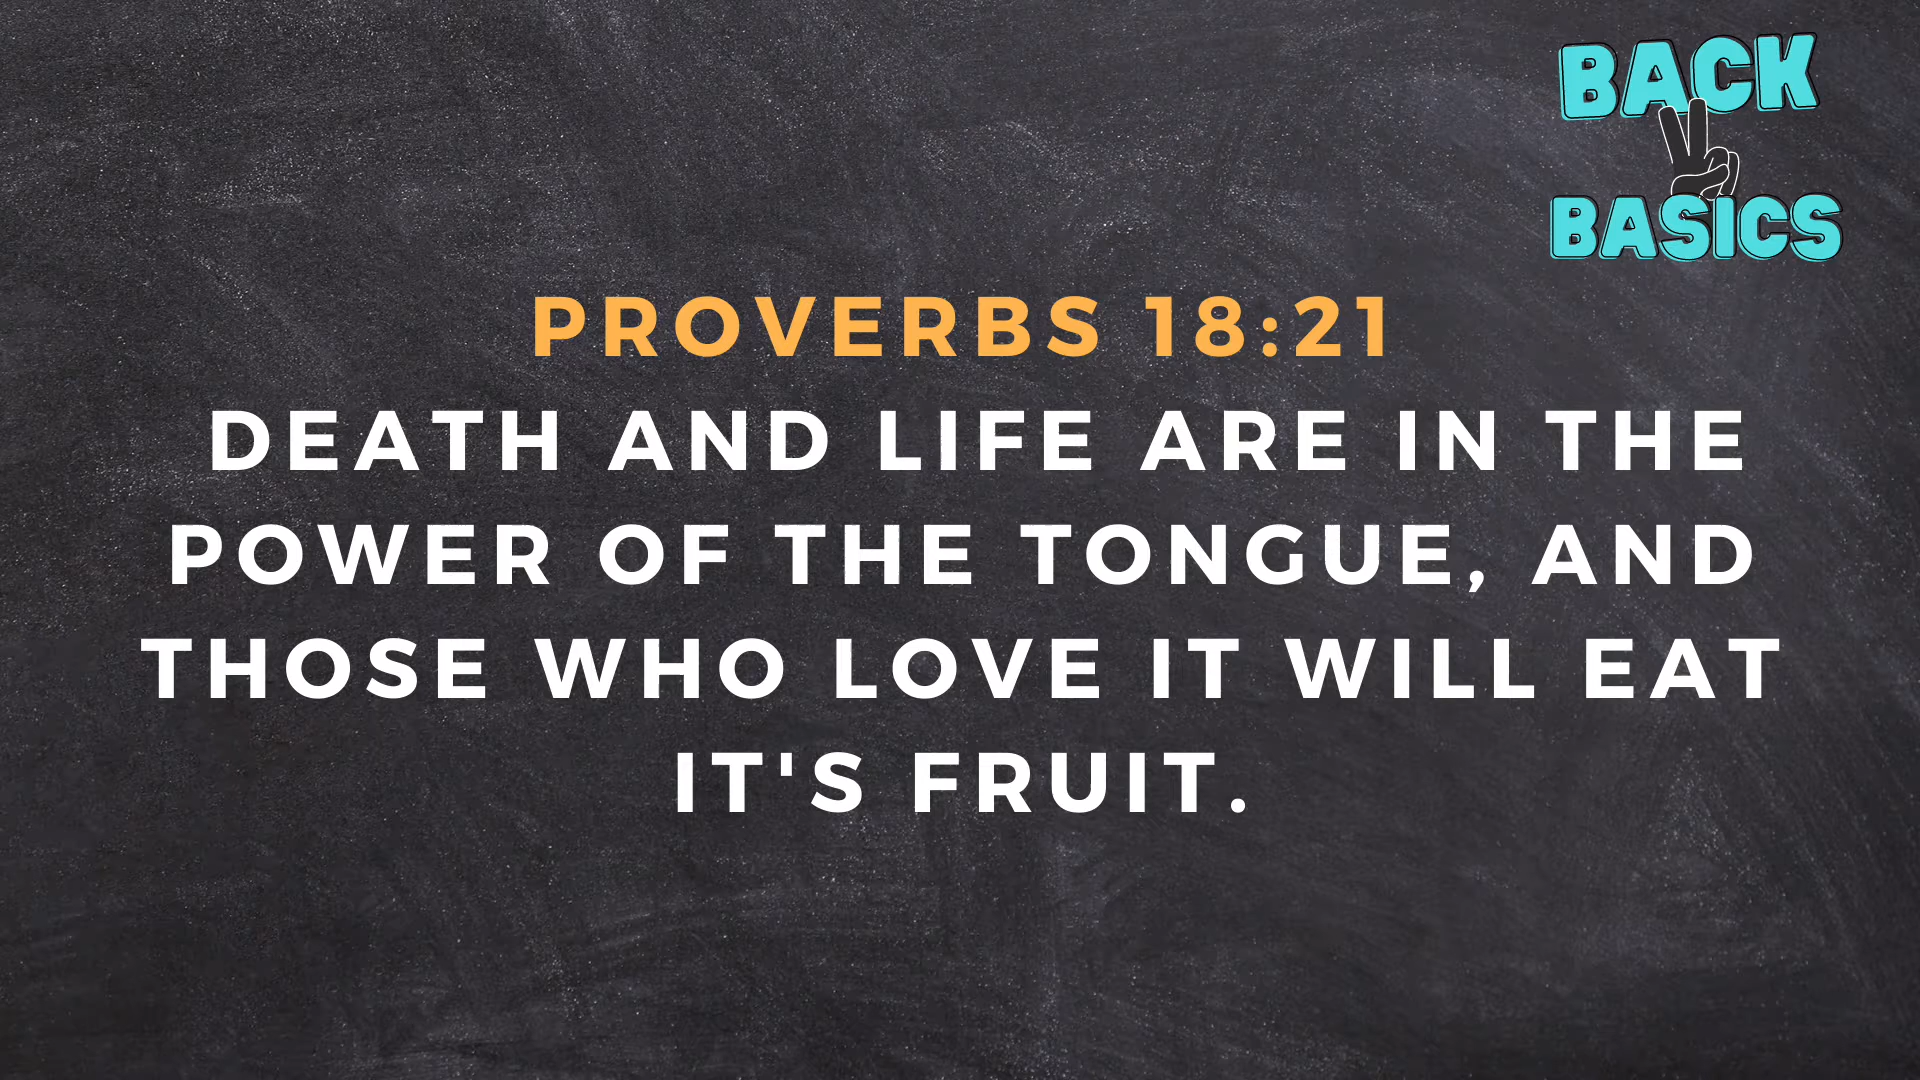 BACK
BASICS
PROVERBS 18:21
DEATH AND LIFE ARE IN THE
POWER OF THE TONGUE, AND
THOSE WHO LOVE IT WILL EAT
IT'S FRUIT.